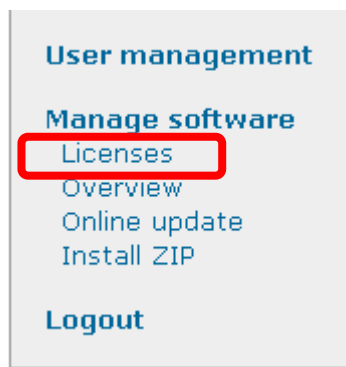 User management
Manage software
Licenses
Overview
Online update
Install ZIP
Logout